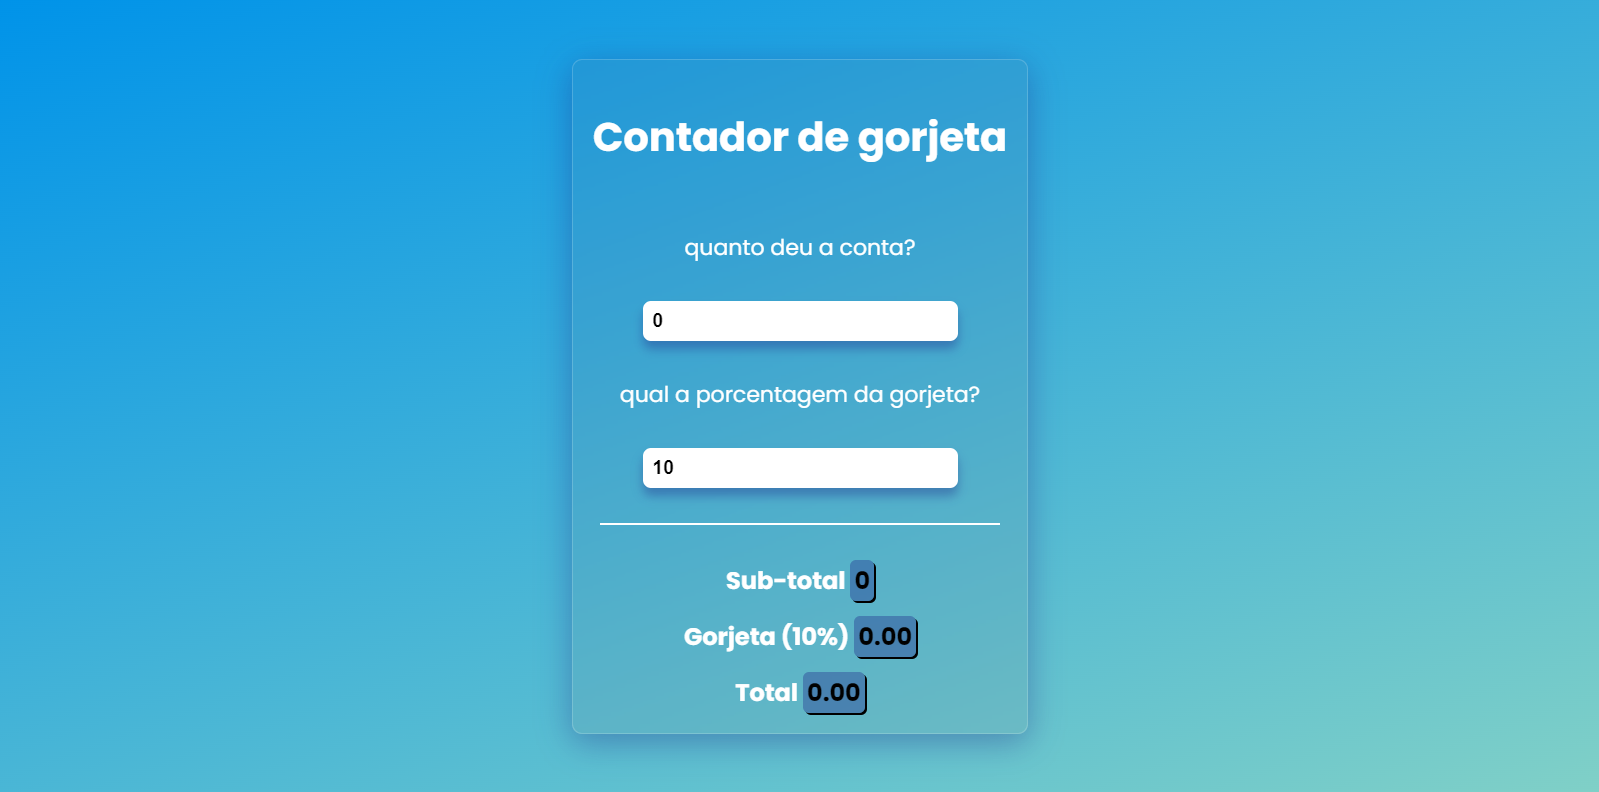 Contador de gorjeta
quanto deu a conta?
0
qual a porcentagem da gorjeta?
10
Sub-total 0
Gorjeta (10%) 0.00
Total 0.00